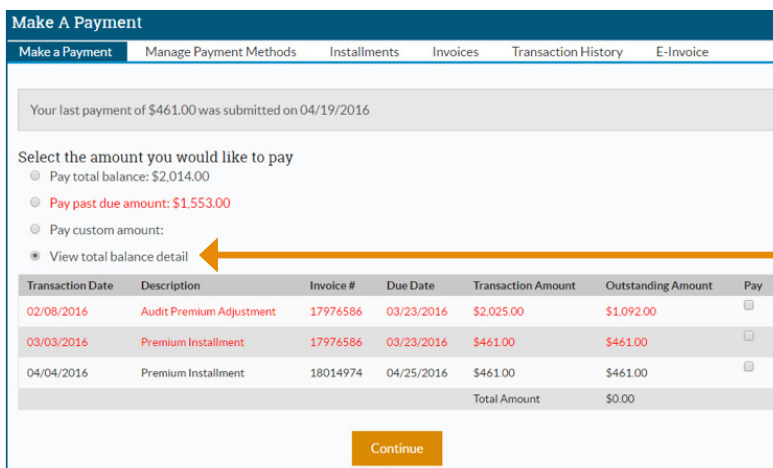 Make A Payment
Make a Payment Manage Payment Methods Installments Invoices Transaction History E-Invoice
Your last payment of $461.00 was submitted on 04/19/2016
Select the amount you would like to pay
Pay total balance: $2,014.00
Pay past due amount: $1,553.00
Pay custom amount:
View total balance detail
Transaction Date Description Invoice # Due Date Transaction Amount Outstanding Amount Pay
02/08/2016 Audit Premium Adjustment 17976586 03/23/2016 $2,025.00 $1,092.00
03/03/2016 Premium Installment 17976586 03/23/2016 $461.00 $461.00
04/04/2016 Premium Installment 18014974 04/25/2016 $461.00 $461.00
Total Amount $0.00
Continue